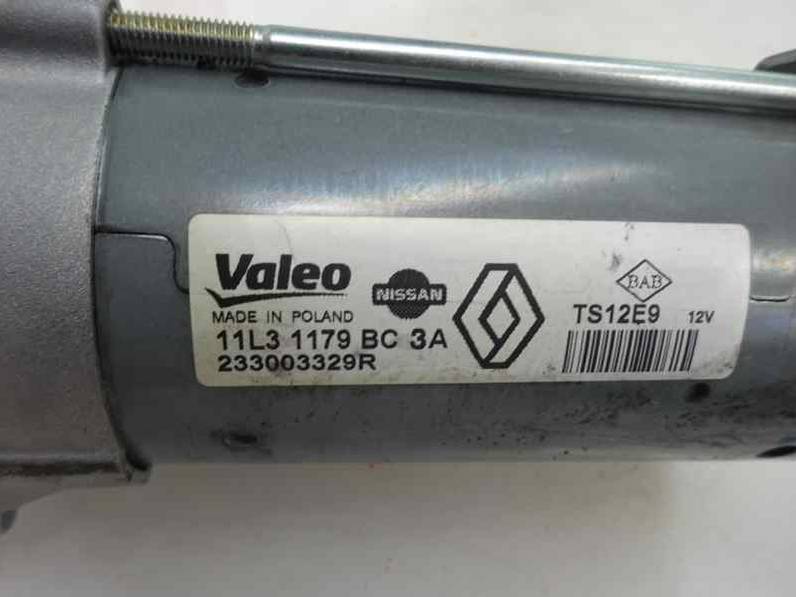 Valeo
MADE IN POLAND
NISSAN
11L3 1179 BC 3A
233003329R
BAB
TS12E9 12V